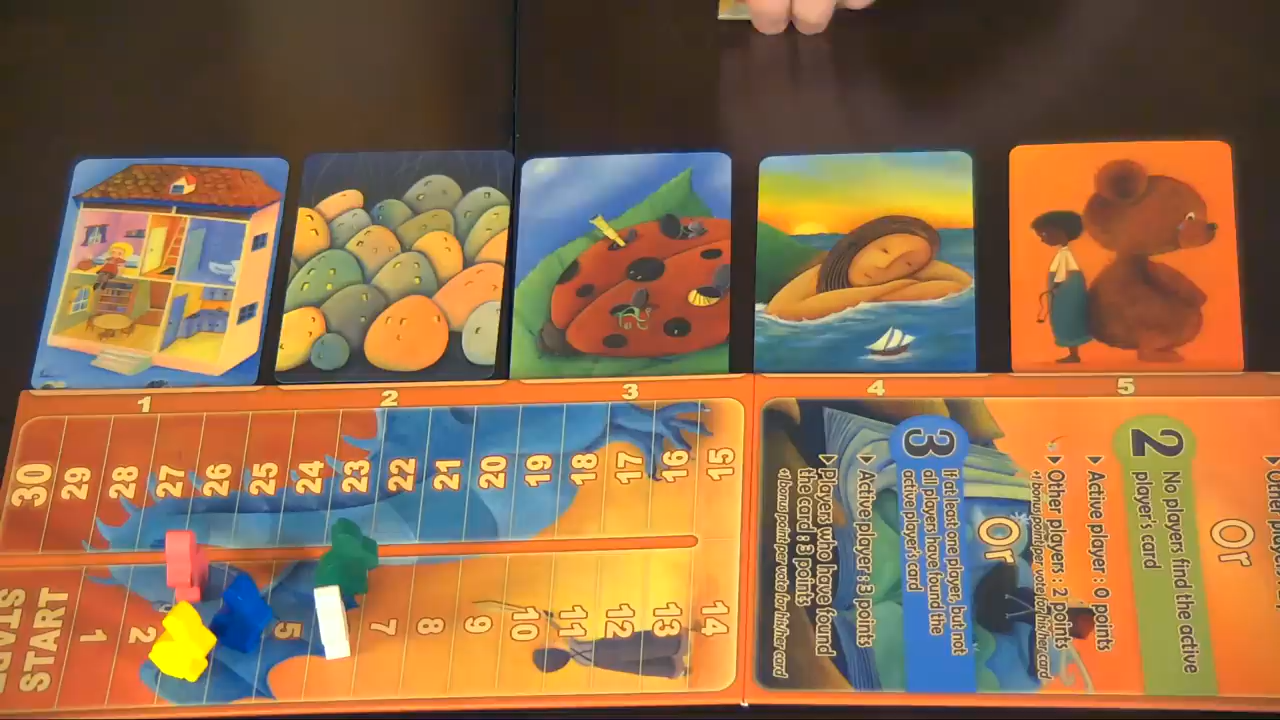 1
2
3
4
5
30
29
28
27
26
25
24
23
22
21
20
19
18
17
16
15
START
1
2
5
7
8
9
10
11
12
13
14
3
If at least one player, but not
all players have found the
active player's card
▶ Active player : 3 points
▶ Players who have found
the card : 3 points
+1 bonus point per vote for his/her card
Or
2
No players find the active
player's card
▶ Active player : 0 points
▶ Other players : 2 points
+1 bonus point per vote for his/her card
Or